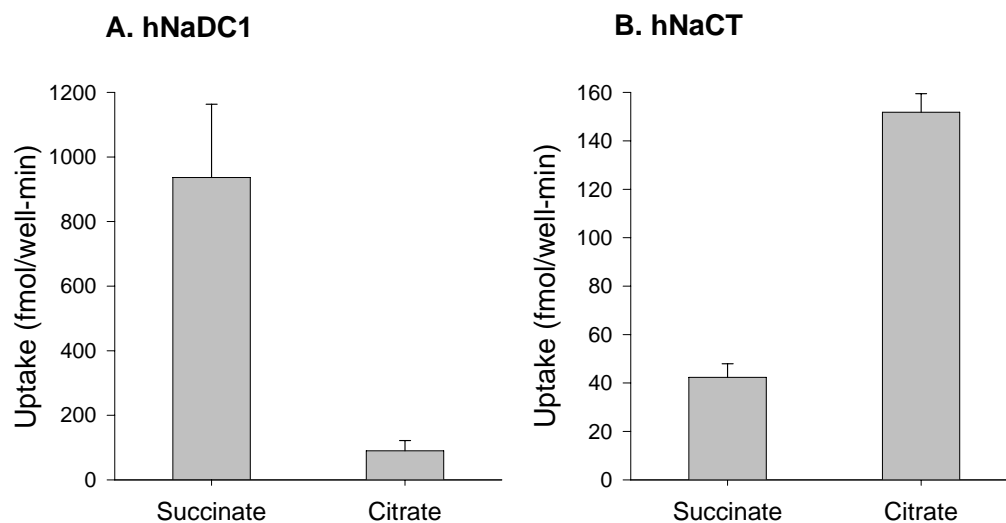 A. hNaDC1
Uptake (fmol/well-min)
1200
1000
800
600
400
200
0
Succinate
Citrate
B. hNaCT
Uptake (fmol/well-min)
160
140
120
100
80
60
40
20
0
Succinate
Citrate